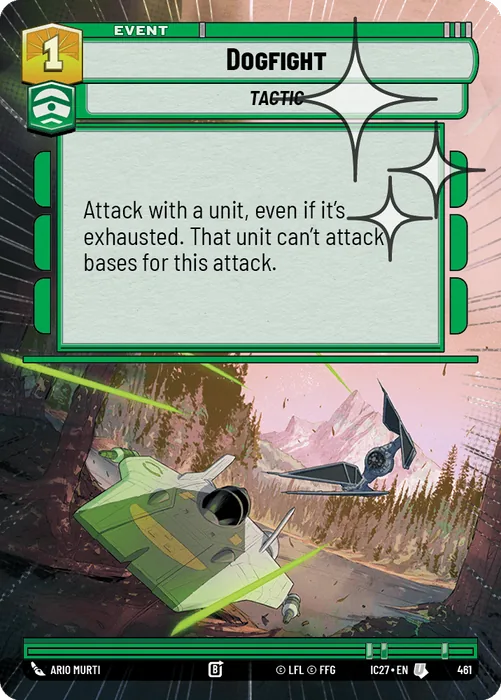 EVENT
1
DOGFIGHT
TACTIC
Attack with a unit, even if it's
exhausted. That unit can't attack
bases for this attack.
ARIO MURTI
B
© LFL © FFG
IC27 • EN
461